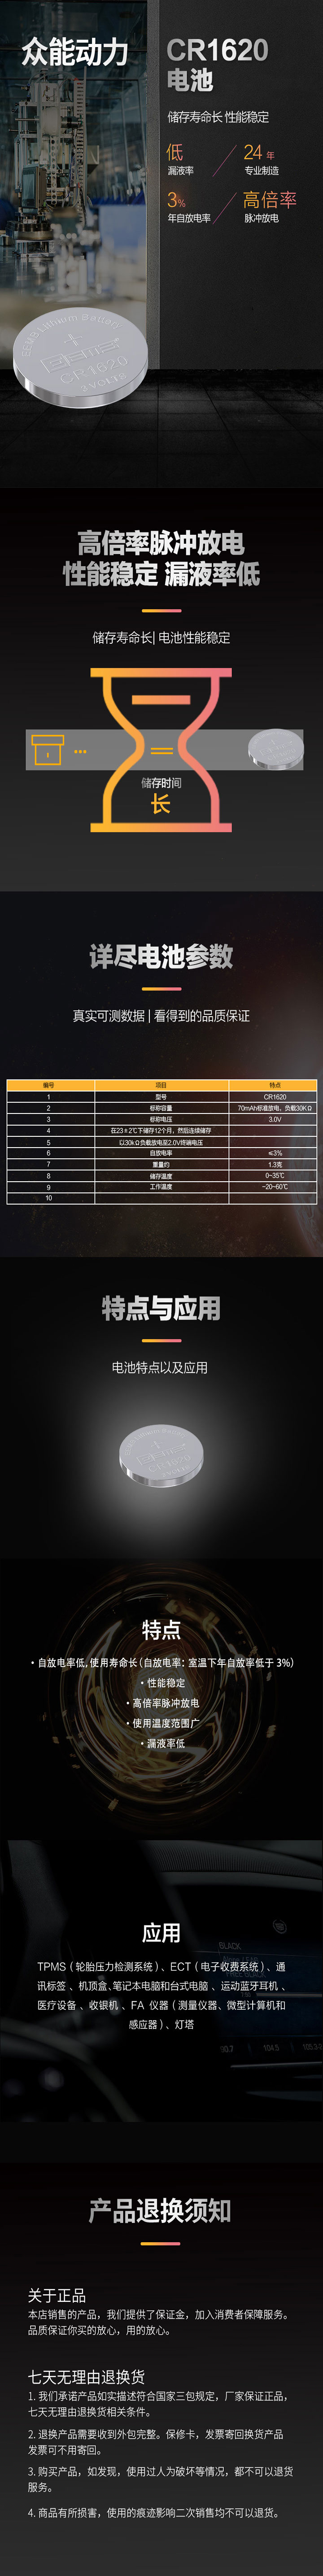 众能动力
CR1620
电池
储存寿命长 性能稳定
低
漏液率
24 年
专业制造
3%
年自放电率
高倍率
脉冲放电
CR1620
3 VOLTS
高倍率脉冲放电
性能稳定 漏液率低
储存寿命长| 电池性能稳定
储存时间
长
详尽电池参数
真实可测数据 | 看得到的品质保证
编号 项目 特点
1 型号 CR1620
2 标称容量 70mAh标准放电，负载30KΩ
3 标称电压 3.0V
4 在23±2℃下储存12个月，然后连续储存
5 以30kΩ负载放电至2.0V终端电压
6 自放电率 ≤3%
7 重量约 1.3克
8 储存温度 0~35℃
9 工作温度 -20~60℃
10
特点与应用
电池特点以及应用
特点
• 自放电率低, 使用寿命长（自放电率：室温下年自放率低于 3%）
• 性能稳定
• 高倍率脉冲放电
• 使用温度范围广
• 漏液率低
应用
TPMS（轮胎压力检测系统）、ECT（电子收费系统）、通
讯标签 、机顶盒、笔记本电脑和台式电脑 、运动蓝牙耳机 、
医疗设备 、收银机 、FA 仪器（测量仪器、微型计算机和
感应器）、灯塔
BLACK
104.5
产品退换须知
关于正品
本店销售的产品，我们提供了保证金，加入消费者保障服务。
品质保证你买的放心，用的放心。
七天无理由退换货
1. 我们承诺产品如实描述符合国家三包规定，厂家保证正品，
七天无理由退换货相关条件。
2. 退换产品需要收到外包完整。保修卡，发票寄回换货产品
发票可不用寄回。
3. 购买产品，如发现，使用过人为破坏等情况，都不可以退货
服务。
4. 商品有所损害，使用的痕迹影响二次销售均不可以退货。